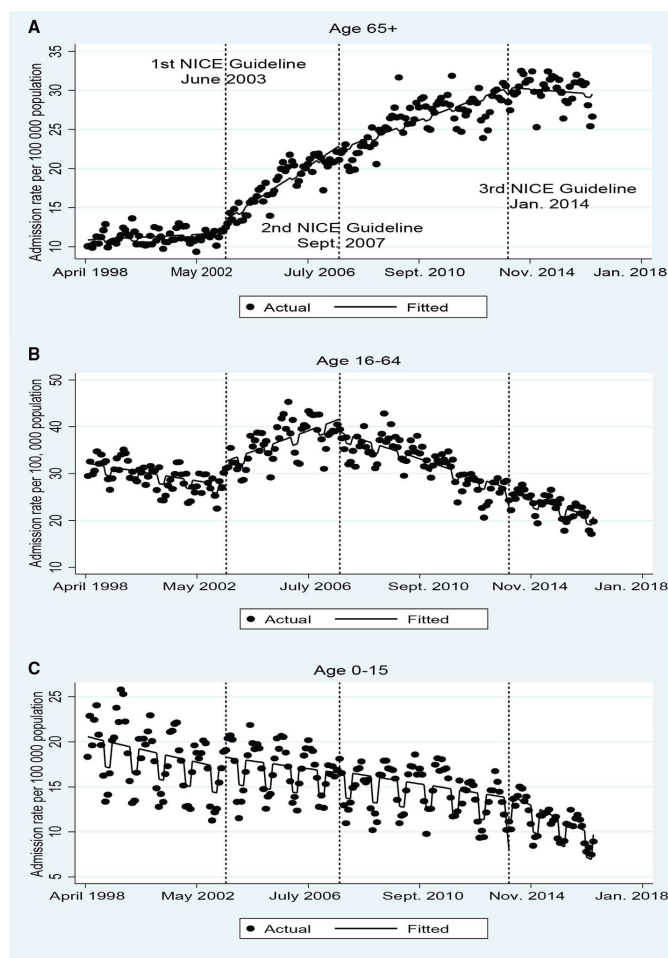 A
Age 65+
Admission rate per 100 000 population
35
30
25
20
15
10
1st NICE Guideline
June 2003
2nd NICE Guideline
Sept. 2007
3rd NICE Guideline
Jan. 2014
April 1998 May 2002 July 2006 Sept. 2010 Nov. 2014 Jan. 2018
Actual Fitted
B
Age 16-64
Admission rate per 100, 000 population
50
40
30
20
10
April 1998 May 2002 July 2006 Sept. 2010 Nov. 2014 Jan. 2018
Actual Fitted
C
Age 0-15
Admission rate per 100 000 population
25
20
15
10
5
April 1998 May 2002 July 2006 Sept. 2010 Nov. 2014 Jan. 2018
Actual Fitted